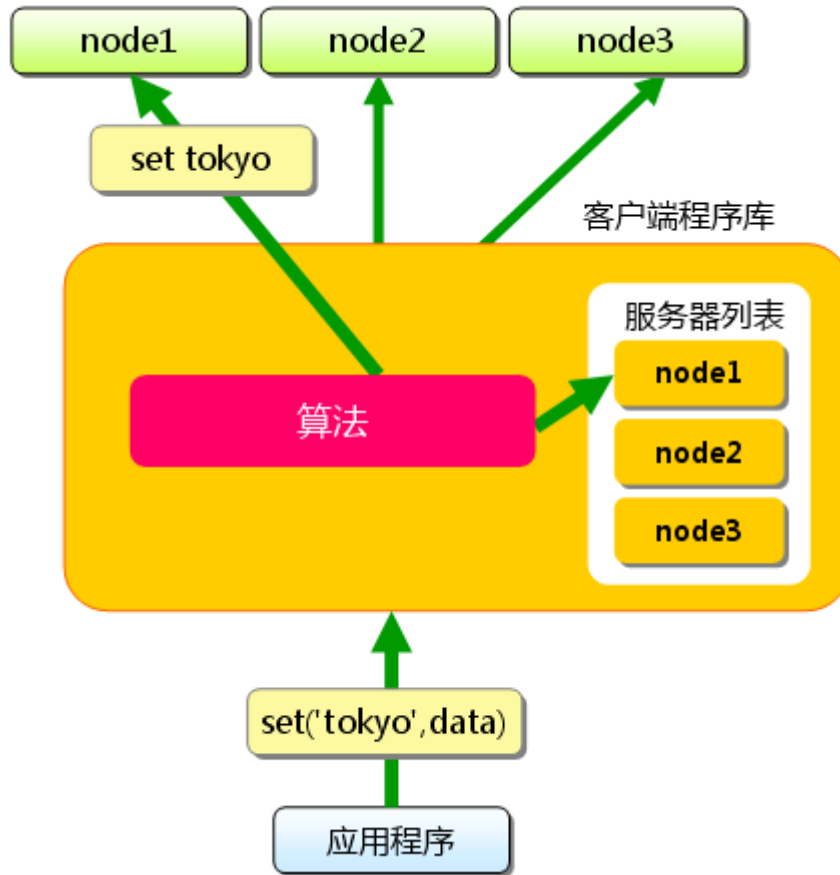 node1
node2
node3
set tokyo
客户端程序库
服务器列表
node1
算法
node2
node3
set('tokyo',data)
应用程序